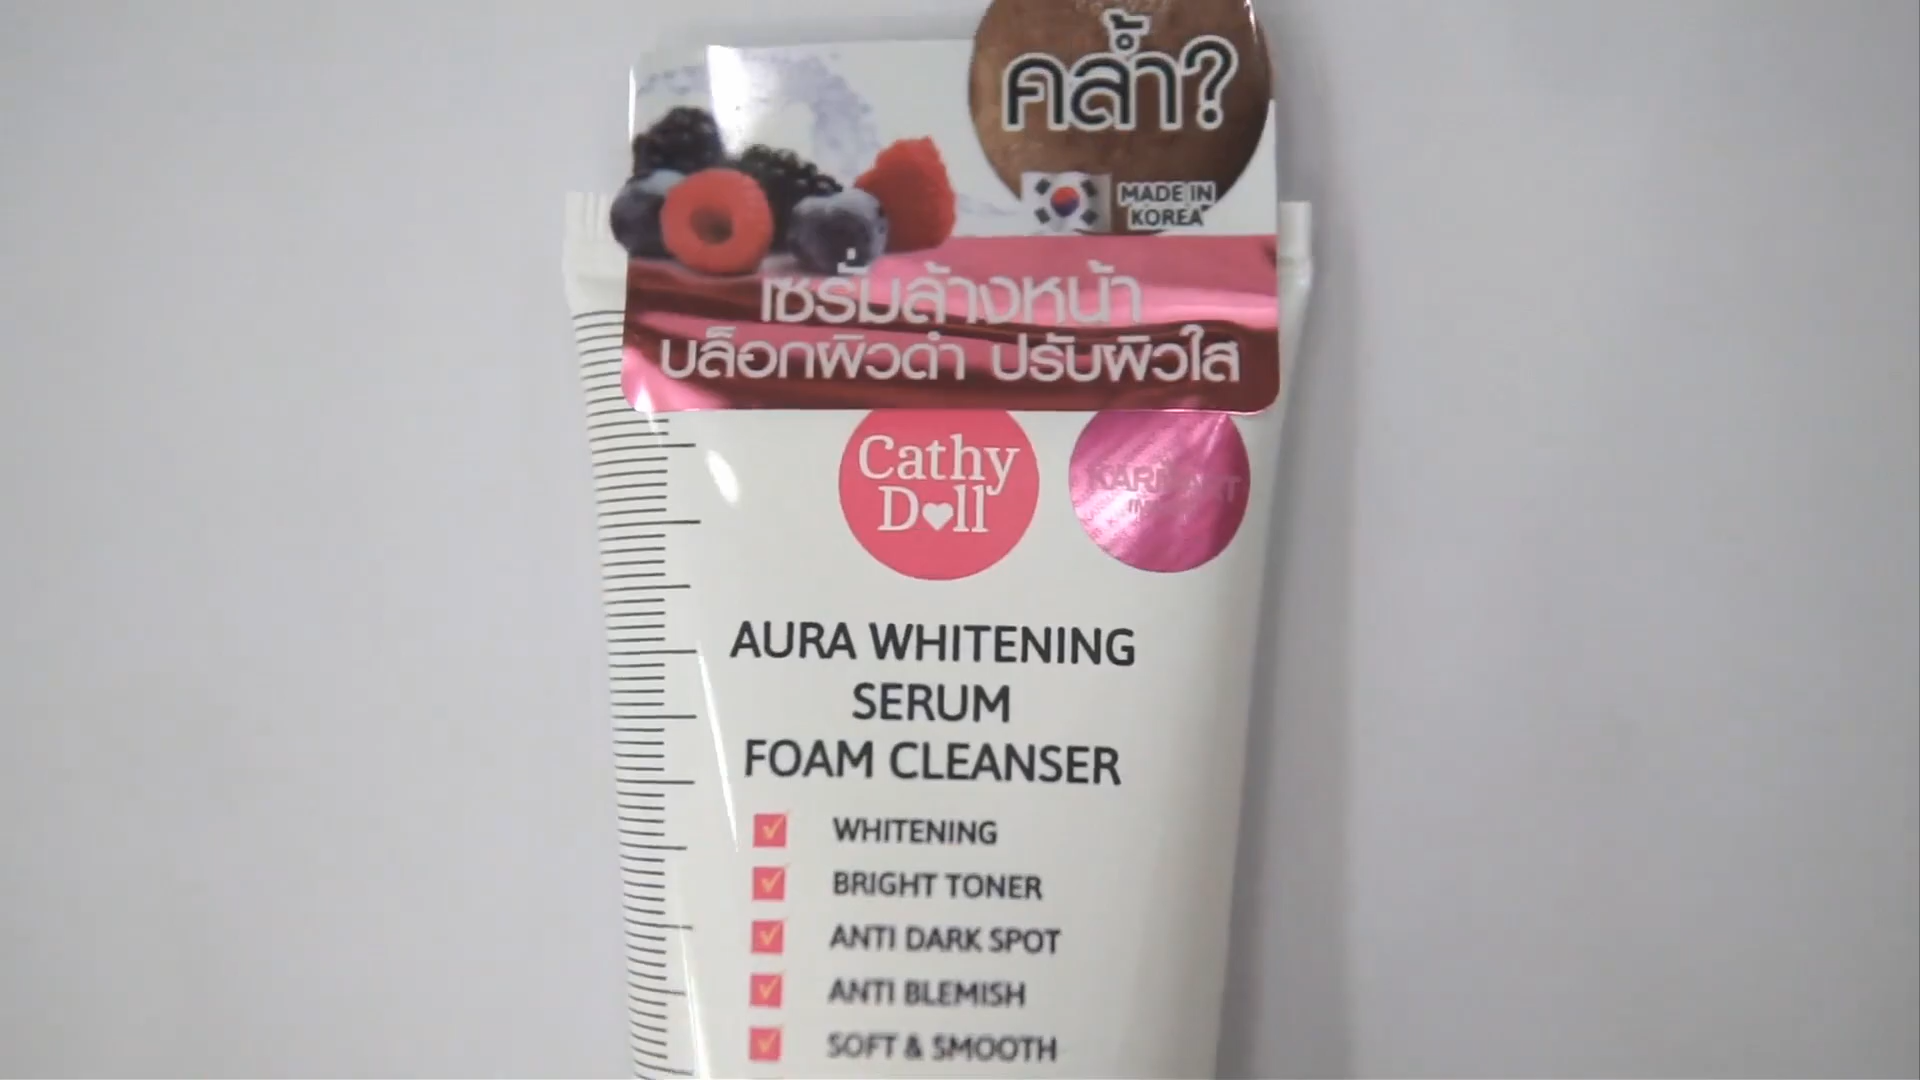 คล้ำ?
MADE IN
KOREA
เซรั่มล้างหน้า
บล็อกผิวดำ ปรับผิวใส
Cathy
Doll
AURA WHITENING
SERUM
FOAM CLEANSER
WHITENING
BRIGHT TONER
ANTI DARK SPOT
ANTI BLEMISH
SOFT & SMOOTH